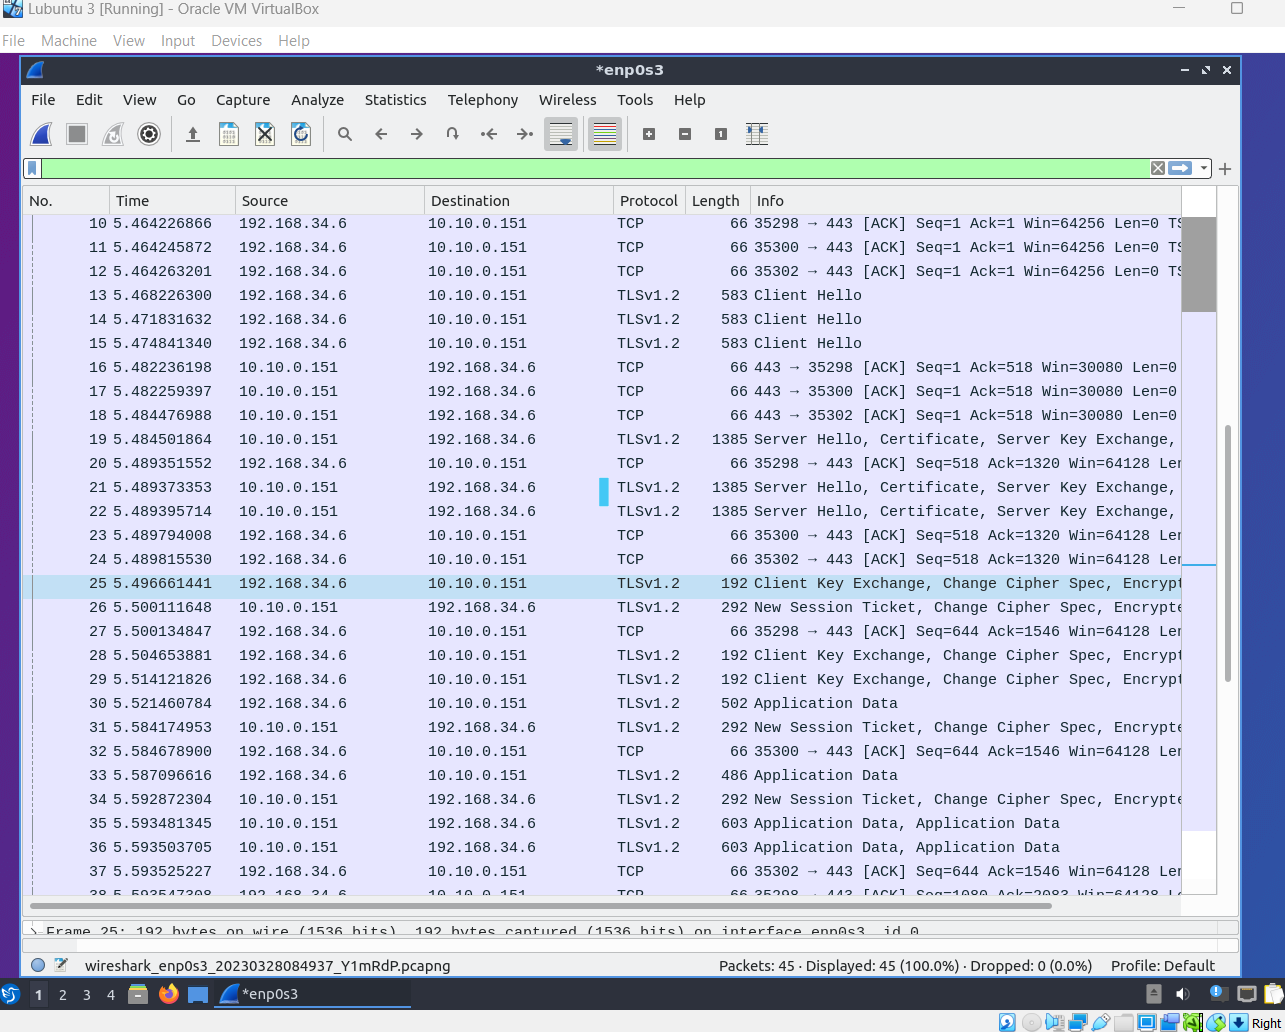 Lubuntu 3 [Running] - Oracle VM VirtualBox
File Machine View Input Devices Help
*enp0s3
File Edit View Go Capture Analyze Statistics Telephony Wireless Tools Help
No. Time Source Destination Protocol Length Info
10 5.464226866 192.168.34.6 10.10.0.151 TCP 66 35298 → 443 [ACK] Seq=1 Ack=1 Win=64256 Len=0 TS
11 5.464245872 192.168.34.6 10.10.0.151 TCP 66 35300 → 443 [ACK] Seq=1 Ack=1 Win=64256 Len=0 TS
12 5.464263201 192.168.34.6 10.10.0.151 TCP 66 35302 → 443 [ACK] Seq=1 Ack=1 Win=64256 Len=0 TS
13 5.468226300 192.168.34.6 10.10.0.151 TLSv1.2 583 Client Hello
14 5.471831632 192.168.34.6 10.10.0.151 TLSv1.2 583 Client Hello
15 5.474841340 192.168.34.6 10.10.0.151 TLSv1.2 583 Client Hello
16 5.482236198 10.10.0.151 192.168.34.6 TCP 66 443 → 35298 [ACK] Seq=1 Ack=518 Win=30080 Len=0
17 5.482259397 10.10.0.151 192.168.34.6 TCP 66 443 → 35300 [ACK] Seq=1 Ack=518 Win=30080 Len=0
18 5.484476988 10.10.0.151 192.168.34.6 TCP 66 443 → 35302 [ACK] Seq=1 Ack=518 Win=30080 Len=0
19 5.484501864 10.10.0.151 192.168.34.6 TLSv1.2 1385 Server Hello, Certificate, Server Key Exchange,
20 5.489351552 192.168.34.6 10.10.0.151 TCP 66 35298 → 443 [ACK] Seq=518 Ack=1320 Win=64128 Len
21 5.489373353 10.10.0.151 192.168.34.6 TLSv1.2 1385 Server Hello, Certificate, Server Key Exchange,
22 5.489395714 10.10.0.151 192.168.34.6 TLSv1.2 1385 Server Hello, Certificate, Server Key Exchange,
23 5.489794008 192.168.34.6 10.10.0.151 TCP 66 35300 → 443 [ACK] Seq=518 Ack=1320 Win=64128 Len
24 5.489815530 192.168.34.6 10.10.0.151 TCP 66 35302 → 443 [ACK] Seq=518 Ack=1320 Win=64128 Len
25 5.496661441 192.168.34.6 10.10.0.151 TLSv1.2 192 Client Key Exchange, Change Cipher Spec, Encrypt
26 5.500111648 10.10.0.151 192.168.34.6 TLSv1.2 292 New Session Ticket, Change Cipher Spec, Encrypte
27 5.500134847 192.168.34.6 10.10.0.151 TCP 66 35298 → 443 [ACK] Seq=644 Ack=1546 Win=64128 Len
28 5.504653881 192.168.34.6 10.10.0.151 TLSv1.2 192 Client Key Exchange, Change Cipher Spec, Encrypt
29 5.514121826 192.168.34.6 10.10.0.151 TLSv1.2 192 Client Key Exchange, Change Cipher Spec, Encrypt
30 5.521460784 192.168.34.6 10.10.0.151 TLSv1.2 502 Application Data
31 5.584174953 10.10.0.151 192.168.34.6 TLSv1.2 292 New Session Ticket, Change Cipher Spec, Encrypte
32 5.584678900 192.168.34.6 10.10.0.151 TCP 66 35300 → 443 [ACK] Seq=644 Ack=1546 Win=64128 Len
33 5.587096616 192.168.34.6 10.10.0.151 TLSv1.2 486 Application Data
34 5.592872304 10.10.0.151 192.168.34.6 TLSv1.2 292 New Session Ticket, Change Cipher Spec, Encrypte
35 5.593481345 10.10.0.151 192.168.34.6 TLSv1.2 603 Application Data, Application Data
36 5.593503705 10.10.0.151 192.168.34.6 TLSv1.2 603 Application Data, Application Data
37 5.593525227 192.168.34.6 10.10.0.151 TCP 66 35302 → 443 [ACK] Seq=644 Ack=1546 Win=64128 Len
38 5.593547308 192.168.34.6 10.10.0.151 TCP 66 35298 → 443 [ACK] Seq=1080 Ack=2083 Win=64128 L
Frame 25: 192 bytes on wire (1536 bits), 192 bytes captured (1536 bits) on interface enp0s3, id 0
wireshark_enp0s3_20230328084937_Y1mRdP.pcapng Packets: 45 · Displayed: 45 (100.0%) · Dropped: 0 (0.0%) Profile: Default
1 2 3 4 *enp0s3
Right